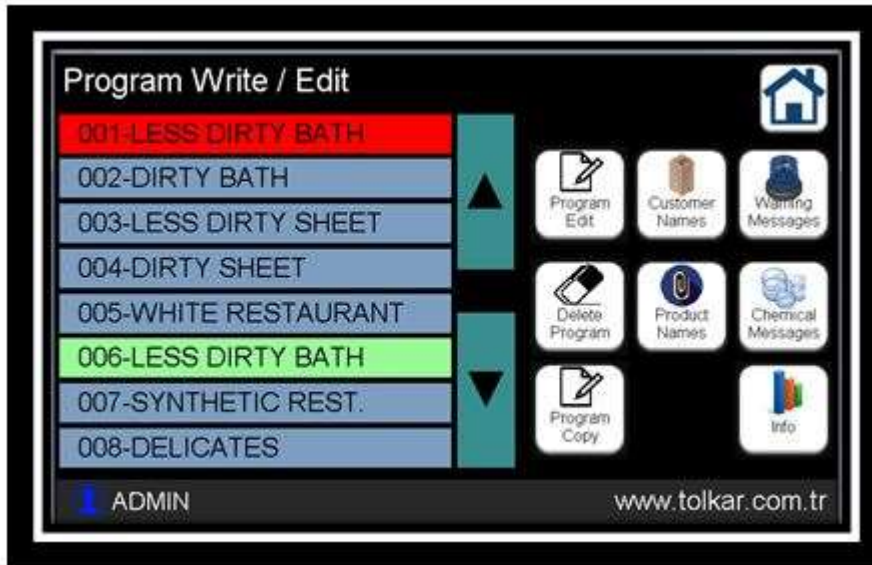 Program Write / Edit
001-LESS DIRTY BATH
002-DIRTY BATH
003-LESS DIRTY SHEET
004-DIRTY SHEET
005-WHITE RESTAURANT
006-LESS DIRTY BATH
007-SYNTHETIC REST.
008-DELICATES
Program
Edit
Customer
Names
Warning
Messages
Delete
Program
Product
Names
Chemical
Messages
Program
Copy
Info
ADMIN
www.tolkar.com.tr